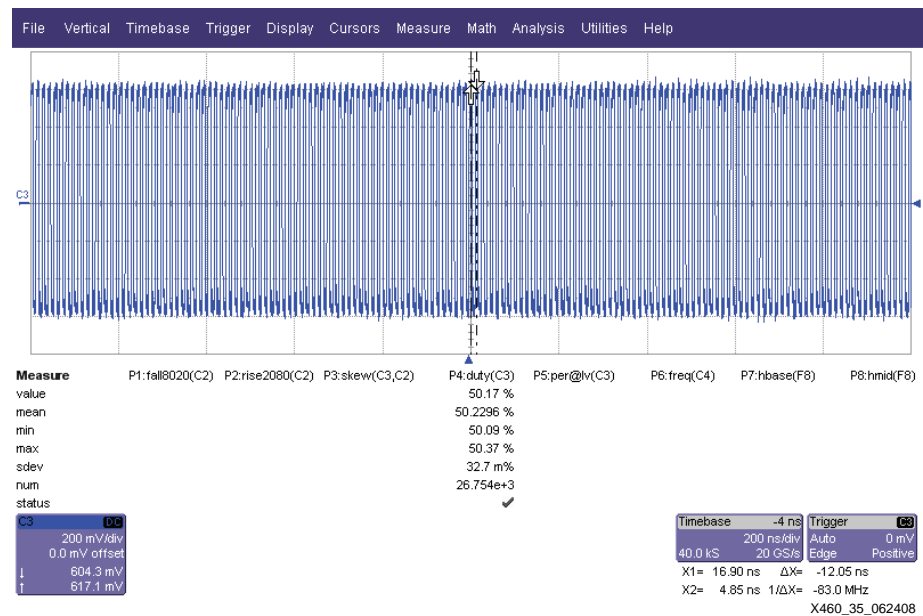 File Vertical Timebase Trigger Display Cursors Measure Math Analysis Utilities Help
C3
Measure P1:fall8020(C2) P2:rise2080(C2) P3:skew(C3,C2) P4:duty(C3) P5:per@lv(C3) P6:freq(C4) P7:hbase(F8) P8:hmid(F8)
value 50.17 %
mean 50.2296 %
min 50.09 %
max 50.37 %
sdev 32.7 m%
num 26.754e+3
status ✔
C3 DC
200 mV/div
0.0 mV offset
↓ 604.3 mV
↑ 617.1 mV
Timebase -4 ns
200 ns/div
40.0 kS 20 GS/s
Trigger C3
Auto 0 mV
Edge Positive
X1= 16.90 ns ΔX= -12.05 ns
X2= 4.85 ns 1/ΔX= -83.0 MHz
X460_35_062408